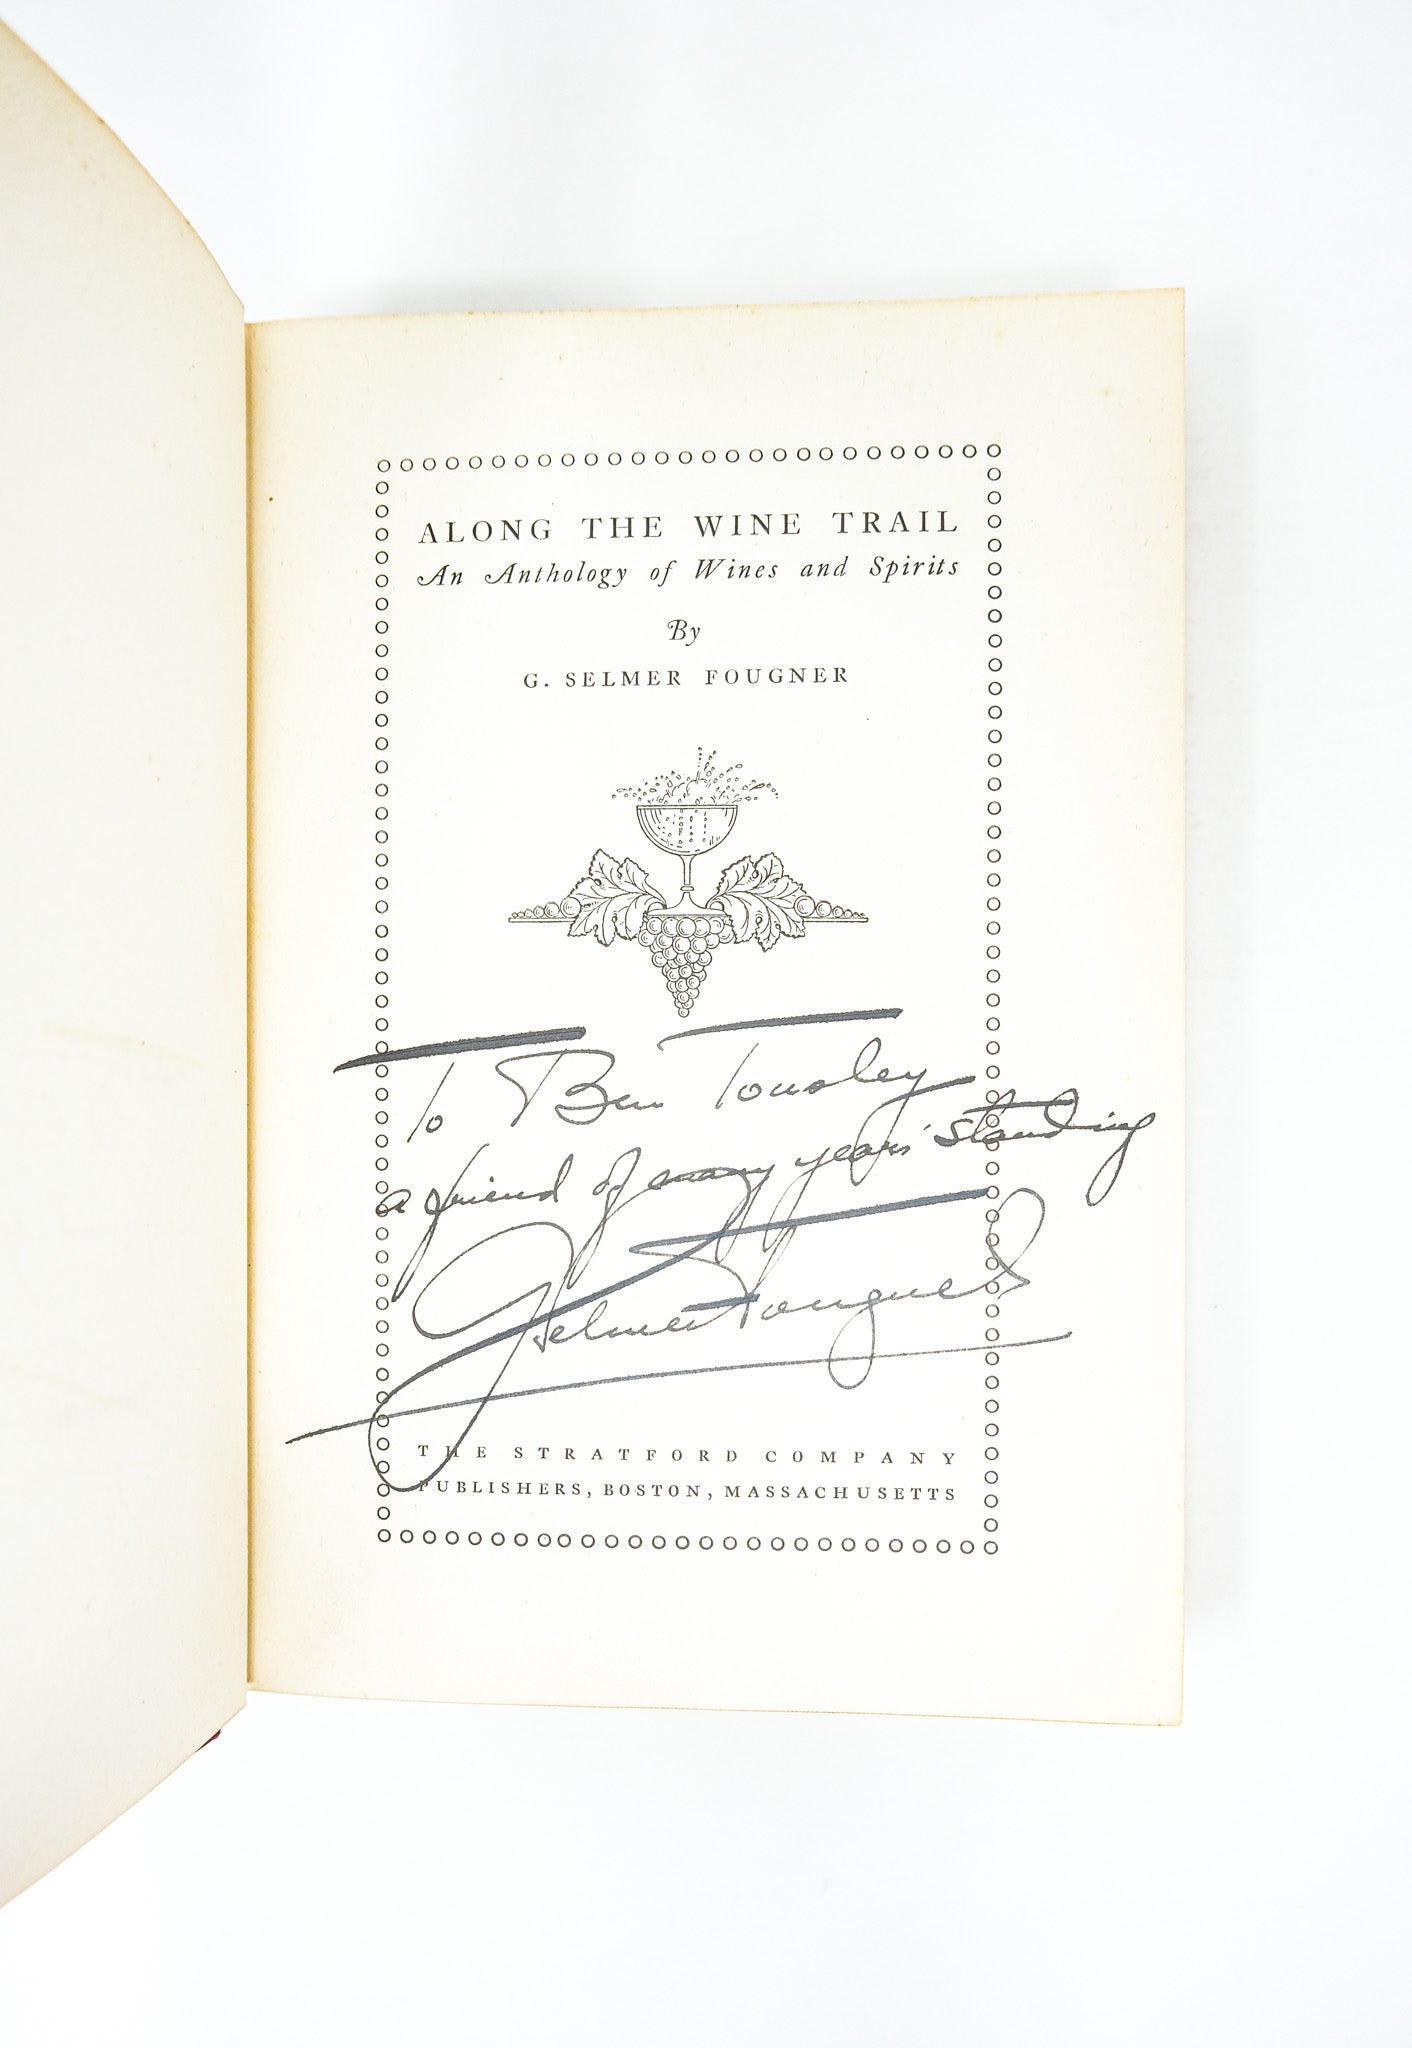 ALONG THE WINE TRAIL
An Anthology of Wines and Spirits
By
G. SELMER FOUGNER
To Ben Tousley
a friend of many years' standing
G Selmer Fougner
THE STRATFORD COMPANY
PUBLISHERS, BOSTON, MASSACHUSETTS